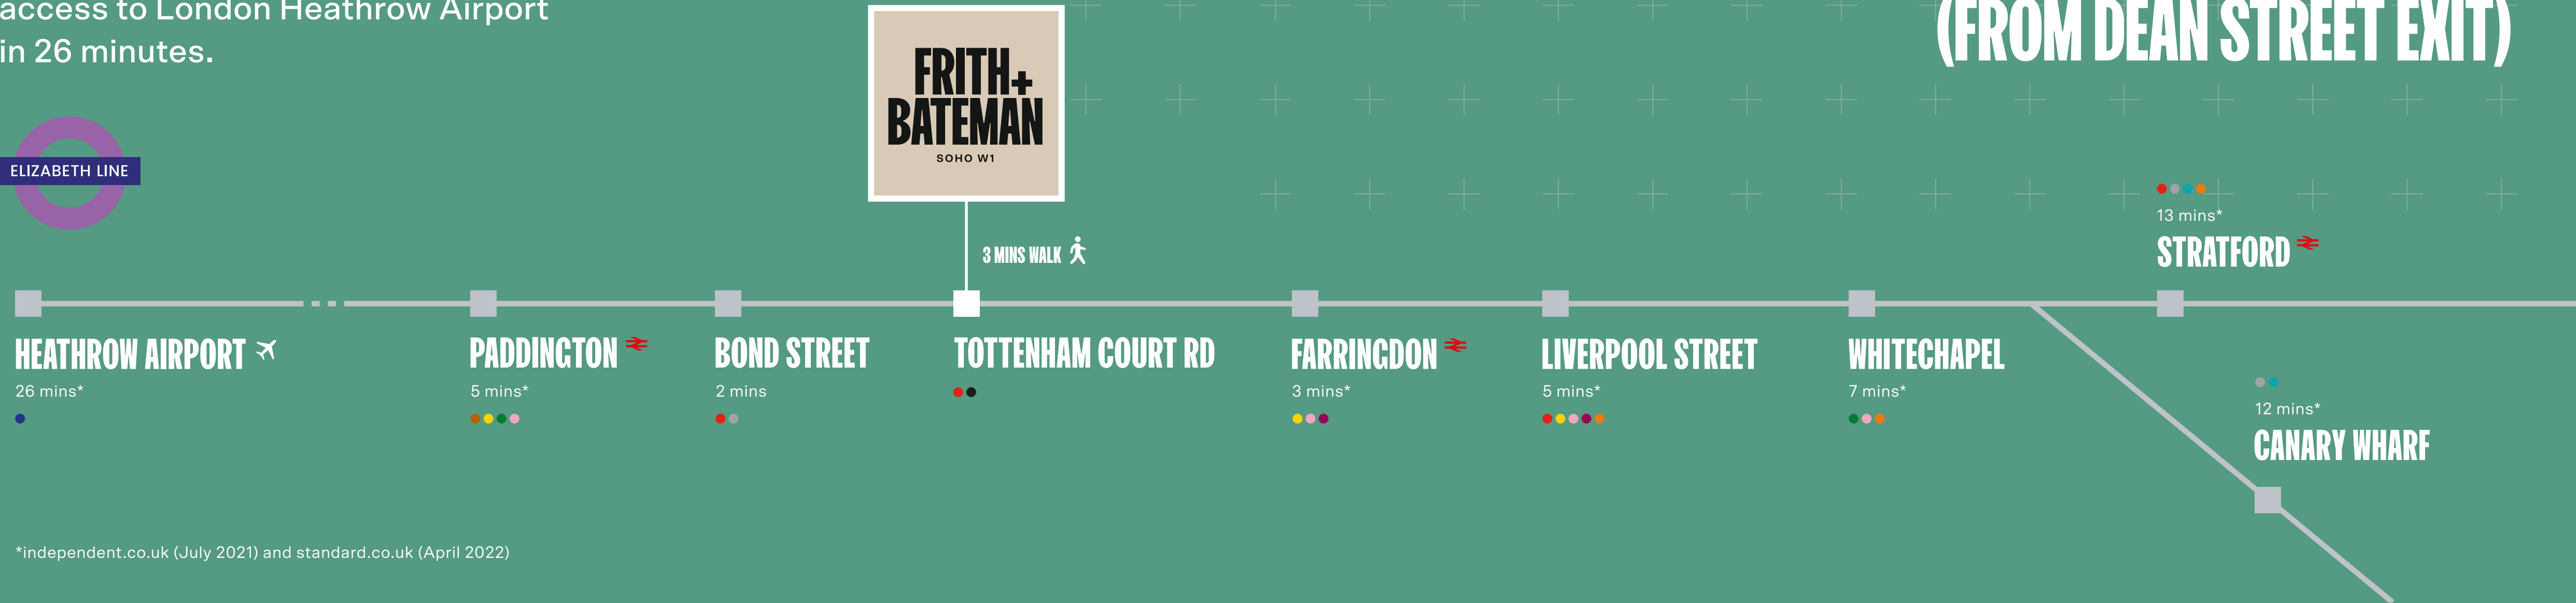 access to London Heathrow Airport
in 26 minutes.
(FROM DEAN STREET EXIT)
FRITH+
BATEMAN
SOHO W1
ELIZABETH LINE
3 MINS WALK
13 mins*
STRATFORD
HEATHROW AIRPORT
26 mins*
PADDINGTON
5 mins*
BOND STREET
2 mins
TOTTENHAM COURT RD
FARRINGDON
3 mins*
LIVERPOOL STREET
5 mins*
WHITECHAPEL
7 mins*
12 mins*
CANARY WHARF
*independent.co.uk (July 2021) and standard.co.uk (April 2022)